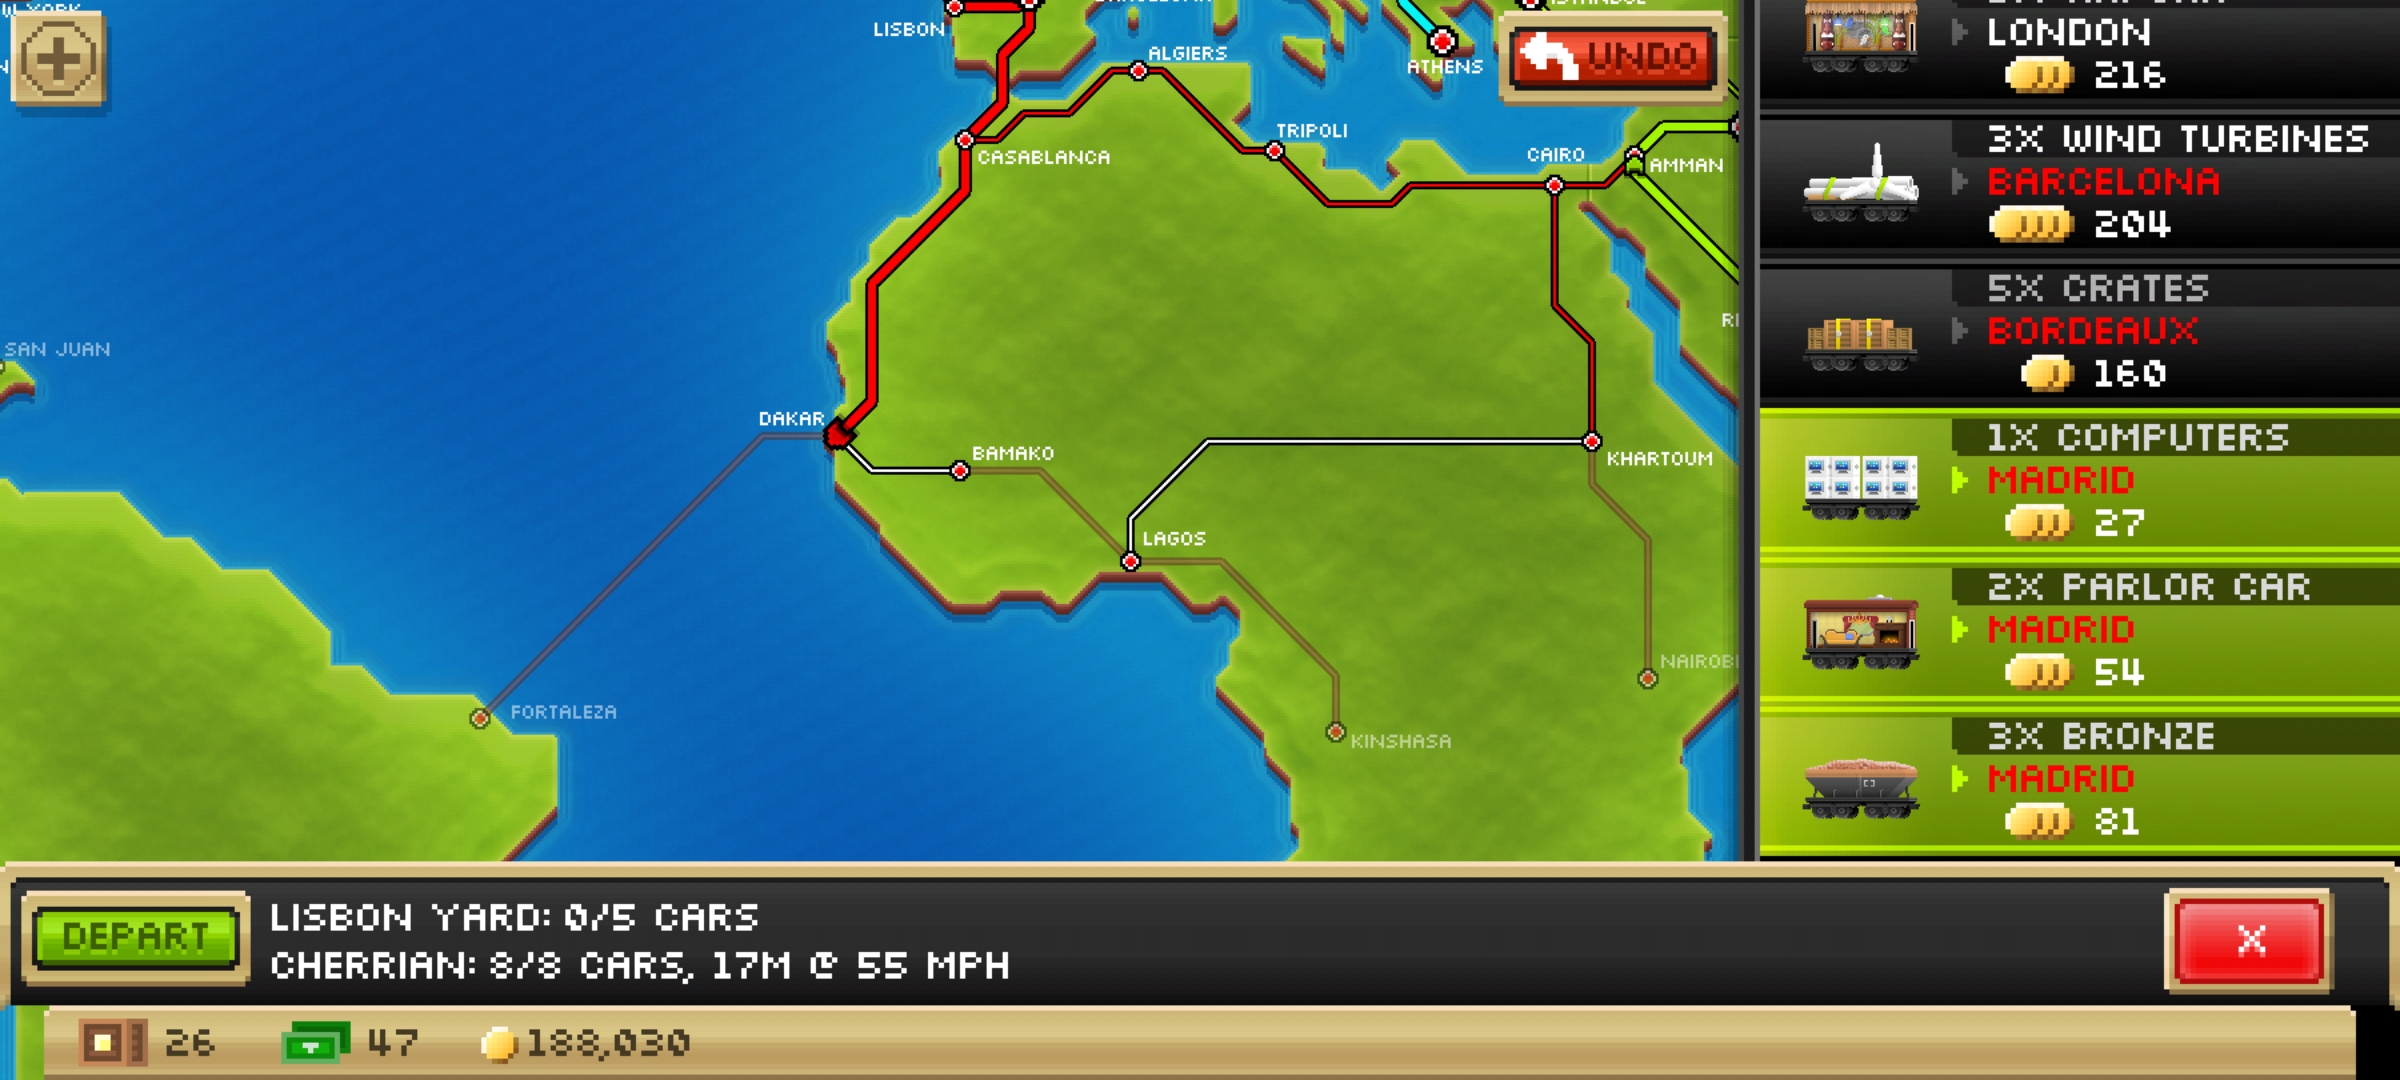 LISBON
ALGIERS
ATHENS
UNDO
CASABLANCA
TRIPOLI
CAIRO
AMMAN
SAN JUAN
DAKAR
BAMAKO
KHARTOUM
LAGOS
NAIROBI
FORTALEZA
KINSHASA
LONDON
216
3X WIND TURBINES
BARCELONA
204
5X CRATES
BORDEAUX
160
1X COMPUTERS
MADRID
27
2X PARLOR CAR
MADRID
54
3X BRONZE
MADRID
81
DEPART
LISBON YARD: 0/5 CARS
CHERRIAN: 8/8 CARS, 17M @ 55 MPH
X
26
47
188,030